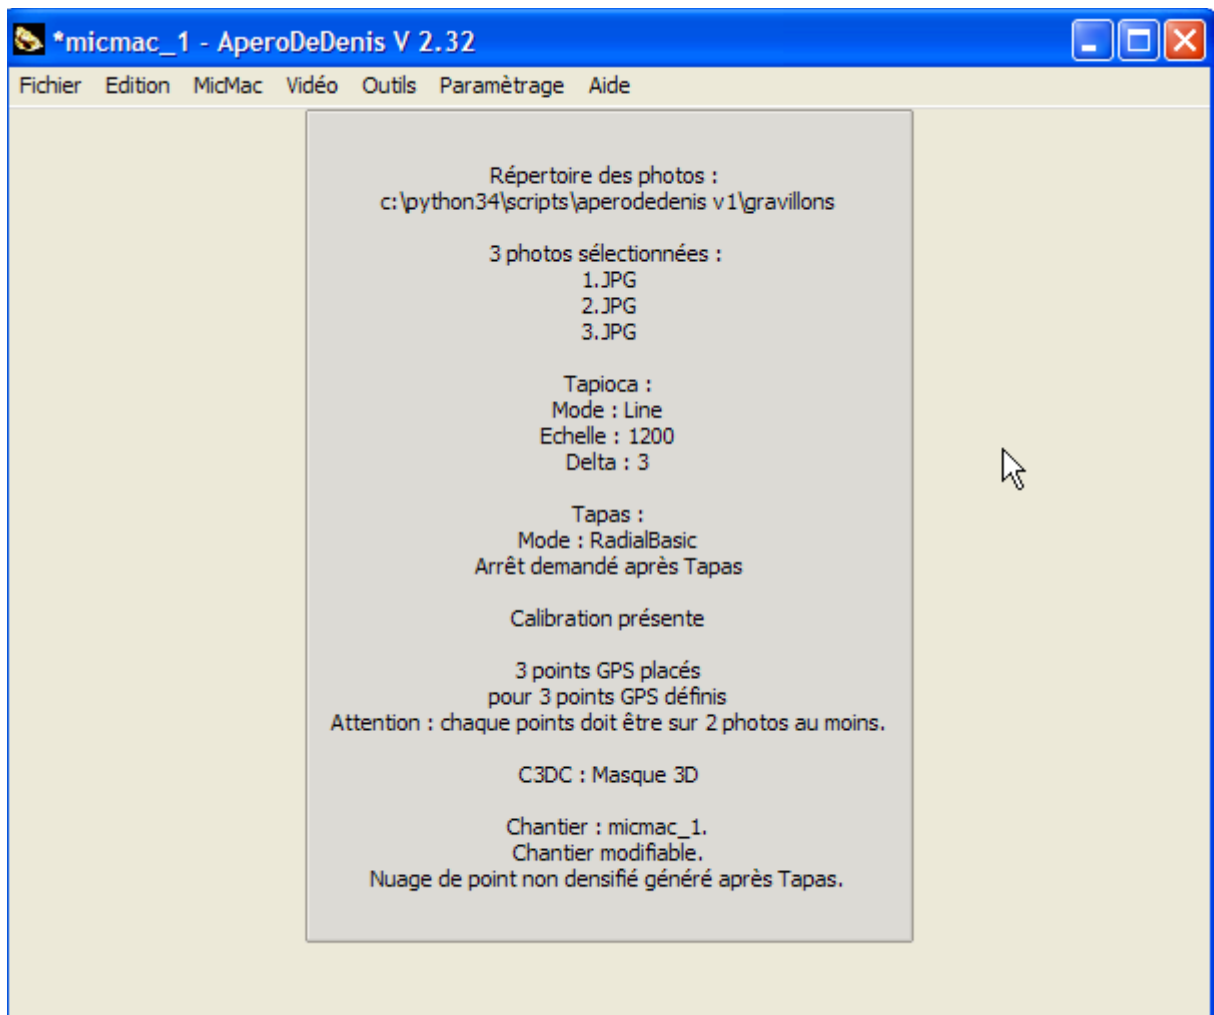 *micmac_1 - AperoDeDenis V 2.32
Fichier Edition MicMac Vidéo Outils Paramètrage Aide
Répertoire des photos :
c:\python34\scripts\aperodedenis v1\gravillons
3 photos sélectionnées :
1.JPG
2.JPG
3.JPG
Tapioca :
Mode : Line
Echelle : 1200
Delta : 3
Tapas :
Mode : RadialBasic
Arrêt demandé après Tapas
Calibration présente
3 points GPS placés
pour 3 points GPS définis
Attention : chaque points doit être sur 2 photos au moins.
C3DC : Masque 3D
Chantier : micmac_1.
Chantier modifiable.
Nuage de point non densifié généré après Tapas.